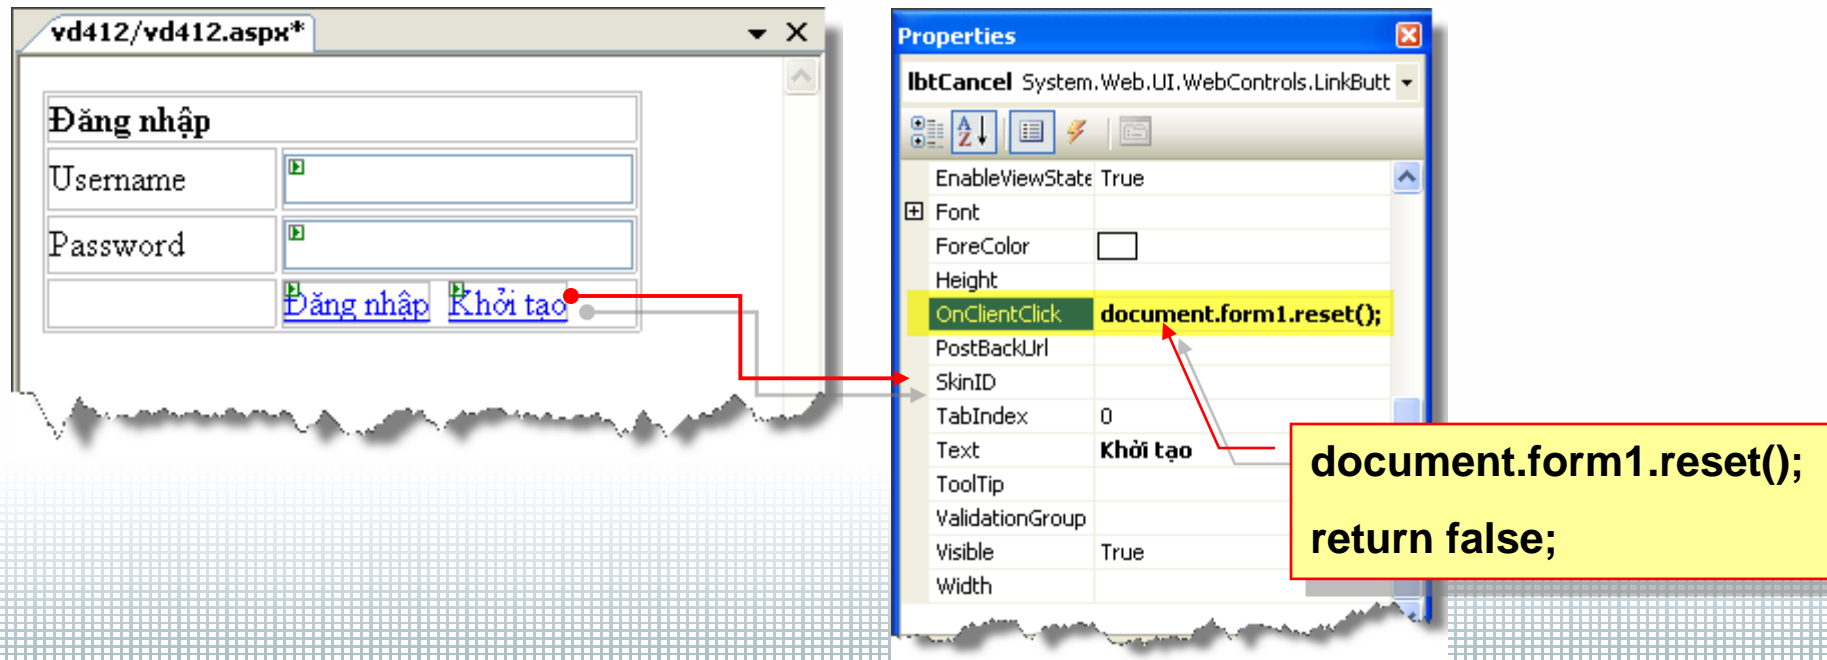 vd412/vd412.aspx*
Đăng nhập
Username
Password
Đăng nhập Khởi tạo
Properties
lbtCancel System.Web.UI.WebControls.LinkButt
EnableViewState True
Font
ForeColor
Height
OnClientClick document.form1.reset();
PostBackUrl
SkinID
TabIndex 0
Text Khởi tạo
ToolTip
ValidationGroup
Visible True
Width
document.form1.reset();
return false;